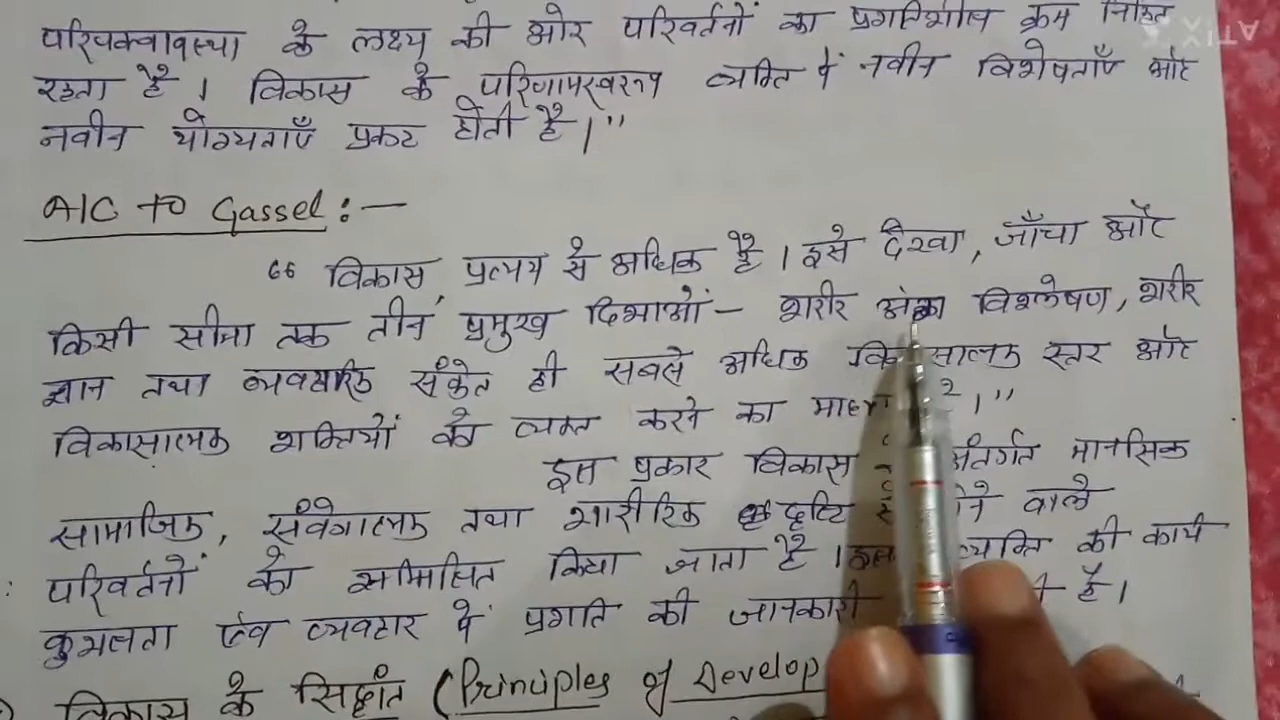 परिपक्वावस्था के लक्ष्य की ओर परिवर्तनों का प्रगतिशील क्रम निहित
रहता है । विकास के परिणामस्वरूप व्यक्ति में नवीन विशेषताएँ और
नवीन योग्यताएँ प्रकट होती है।"
A/C to Gassel : —
"विकास, प्रत्यय से अधिक है । इसे देखा, जाँचा और
किसी सीमा तक तीन प्रमुख दिशाओं – शरीर अंक विश्लेषण, शरीर
ज्ञान तथा व्यवहारिक संकेत ही सबसे अधिक स्तर और
विकासात्मक शक्तियों को व्यक्त करने का ।"
इस प्रकार विकास अंतर्गत मानसिक
सामाजिक, संवेगात्मक तथा शारीरिक दृष्टि वाले
परिवर्तनों को सम्मिलित किया जाता है । व्यक्ति की कार्य
कुशलता एंव व्यवहार में प्रगति की जानकारी है।
विकास के सिद्धांत (Principles of Develop